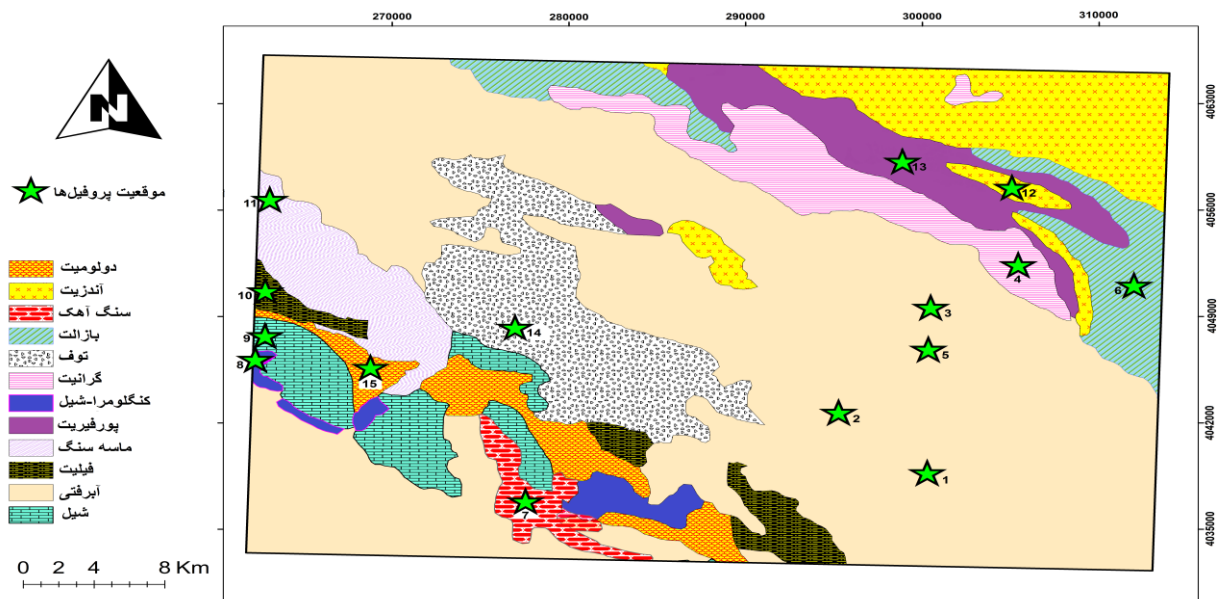 270000 280000 290000 300000 310000
N
موقعیت پروفیل‌ها
دولومیت
آندزیت
سنگ آهک
بازالت
توف
گرانیت
کنگلومرا-شیل
پورفیریت
ماسه سنگ
فیلیت
آبرفتی
شیل
0 2 4 8 Km
4063000
4056000
4049000
4042000
4035000
13
12
11
4
6
10
3
14
9
5
8
15
2
1
7